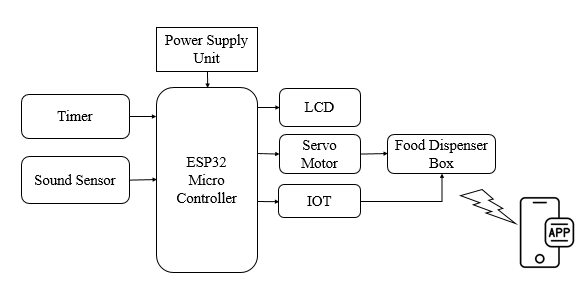 Power Supply
Unit
Timer
Sound Sensor
ESP32
Micro
Controller
LCD
Servo
Motor
IOT
Food Dispenser
Box
APP